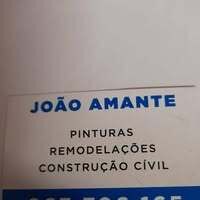 JOÃO AMANTE
PINTURAS
REMODELAÇÕES
CONSTRUÇÃO CÍVIL